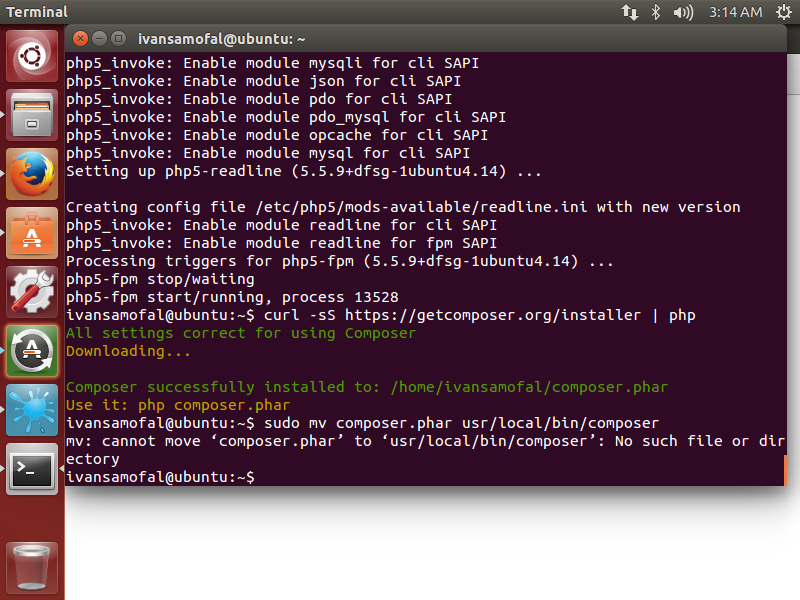 Terminal
3:14 AM
ivansamofal@ubuntu: ~
php5_invoke: Enable module mysqli for cli SAPI
php5_invoke: Enable module json for cli SAPI
php5_invoke: Enable module pdo for cli SAPI
php5_invoke: Enable module pdo_mysql for cli SAPI
php5_invoke: Enable module opcache for cli SAPI
php5_invoke: Enable module mysql for cli SAPI
Setting up php5-readline (5.5.9+dfsg-1ubuntu4.14) ...
Creating config file /etc/php5/mods-available/readline.ini with new version
php5_invoke: Enable module readline for cli SAPI
php5_invoke: Enable module readline for fpm SAPI
Processing triggers for php5-fpm (5.5.9+dfsg-1ubuntu4.14) ...
php5-fpm stop/waiting
php5-fpm start/running, process 13528
ivansamofal@ubuntu:~$ curl -sS https://getcomposer.org/installer | php
All settings correct for using Composer
Downloading...
Composer successfully installed to: /home/ivansamofal/composer.phar
Use it: php composer.phar
ivansamofal@ubuntu:~$ sudo mv composer.phar usr/local/bin/composer
mv: cannot move ‘composer.phar’ to ‘usr/local/bin/composer’: No such file or dir
ectory
ivansamofal@ubuntu:~$